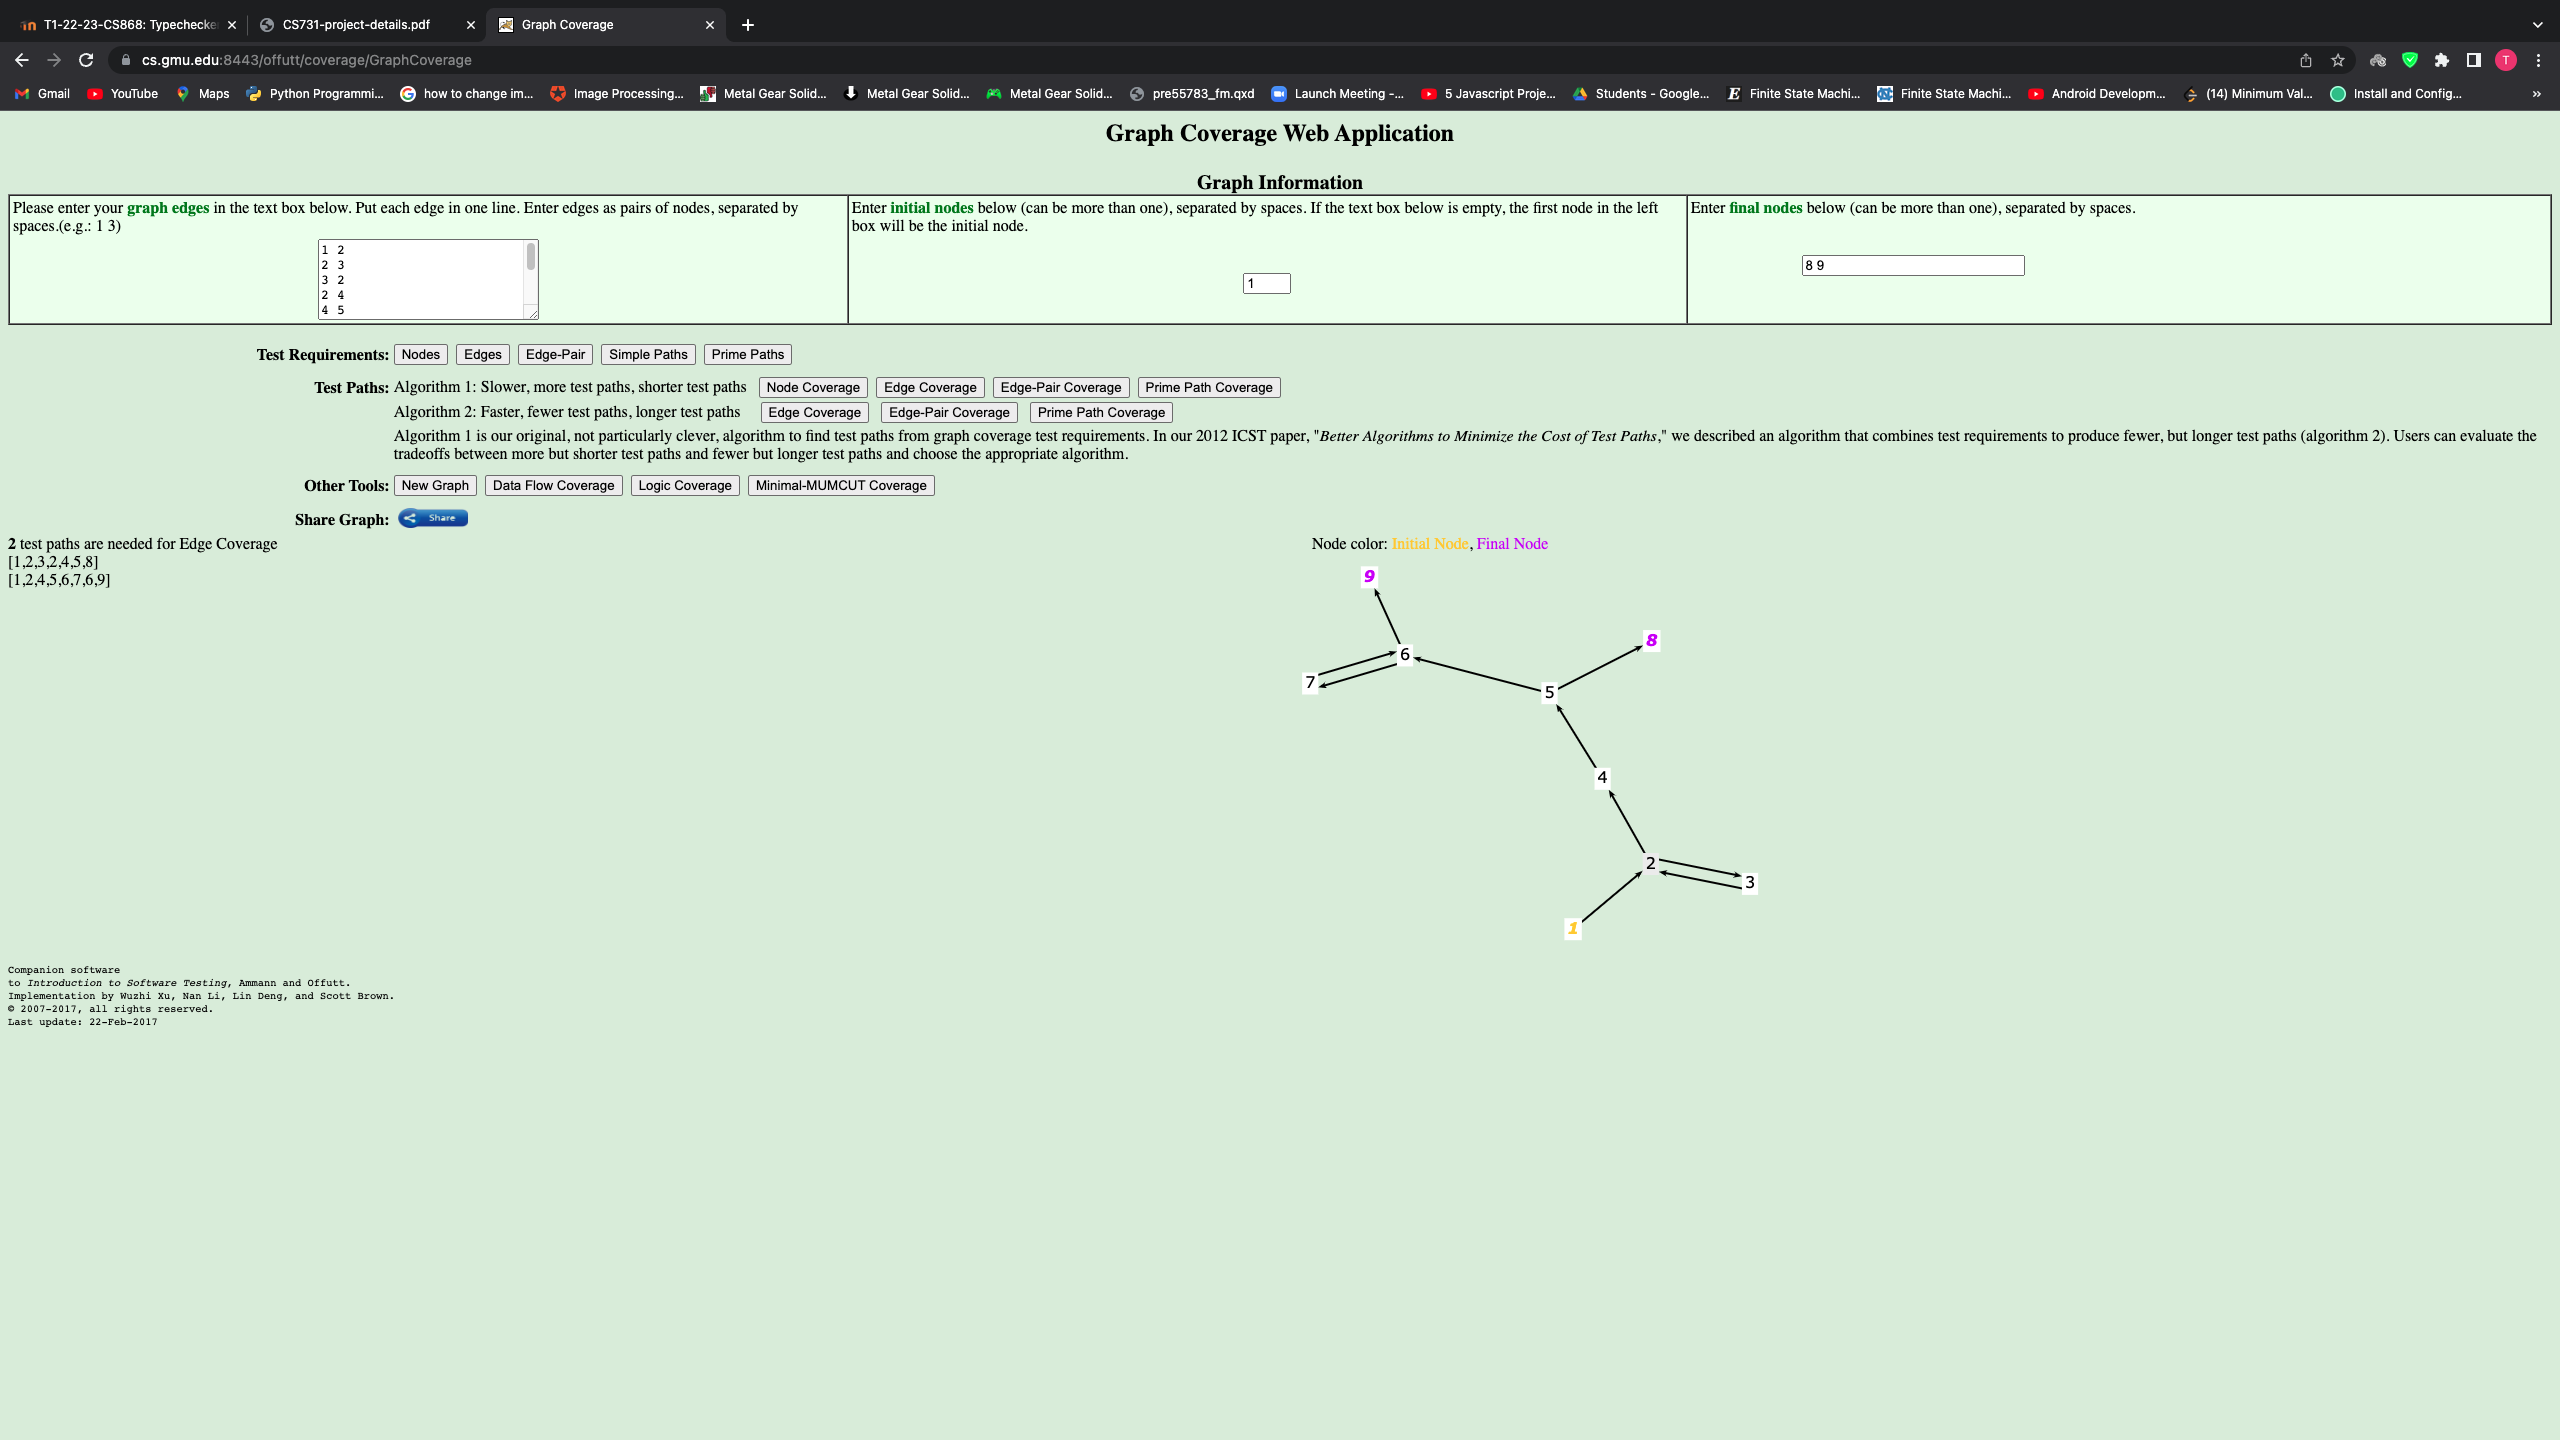 T1-22-23-CS868: Typechecke
CS731-project-details.pdf
Graph Coverage
cs.gmu.edu:8443/offutt/coverage/GraphCoverage
T
Gmail
YouTube
Maps
Python Programmi...
how to change im...
Image Processing...
Metal Gear Solid...
Metal Gear Solid...
Metal Gear Solid...
pre55783_fm.qxd
Launch Meeting -...
5 Javascript Proje...
Students - Google...
Finite State Machi...
Finite State Machi...
Android Developm...
(14) Minimum Val...
Install and Config...
»
Graph Coverage Web Application
Graph Information
Please enter your graph edges in the text box below. Put each edge in one line. Enter edges as pairs of nodes, separated by
spaces.(e.g.: 1 3)
1 2
2 3
3 2
2 4
4 5
Enter initial nodes below (can be more than one), separated by spaces. If the text box below is empty, the first node in the left
box will be the initial node.
1
Enter final nodes below (can be more than one), separated by spaces.
8 9
Test Requirements: Nodes Edges Edge-Pair Simple Paths Prime Paths
Test Paths: Algorithm 1: Slower, more test paths, shorter test paths Node Coverage Edge Coverage Edge-Pair Coverage Prime Path Coverage
Algorithm 2: Faster, fewer test paths, longer test paths Edge Coverage Edge-Pair Coverage Prime Path Coverage
Algorithm 1 is our original, not particularly clever, algorithm to find test paths from graph coverage test requirements. In our 2012 ICST paper, "Better Algorithms to Minimize the Cost of Test Paths," we described an algorithm that combines test requirements to produce fewer, but longer test paths (algorithm 2). Users can evaluate the
tradeoffs between more but shorter test paths and fewer but longer test paths and choose the appropriate algorithm.
Other Tools: New Graph Data Flow Coverage Logic Coverage Minimal-MUMCUT Coverage
Share Graph: Share
2 test paths are needed for Edge Coverage
[1,2,3,2,4,5,8]
[1,2,4,5,6,7,6,9]
Node color: Initial Node, Final Node
9
8
6
7
5
4
2
3
1
Companion software
to Introduction to Software Testing, Ammann and Offutt.
Implementation by Wuzhi Xu, Nan Li, Lin Deng, and Scott Brown.
© 2007-2017, all rights reserved.
Last update: 22-Feb-2017